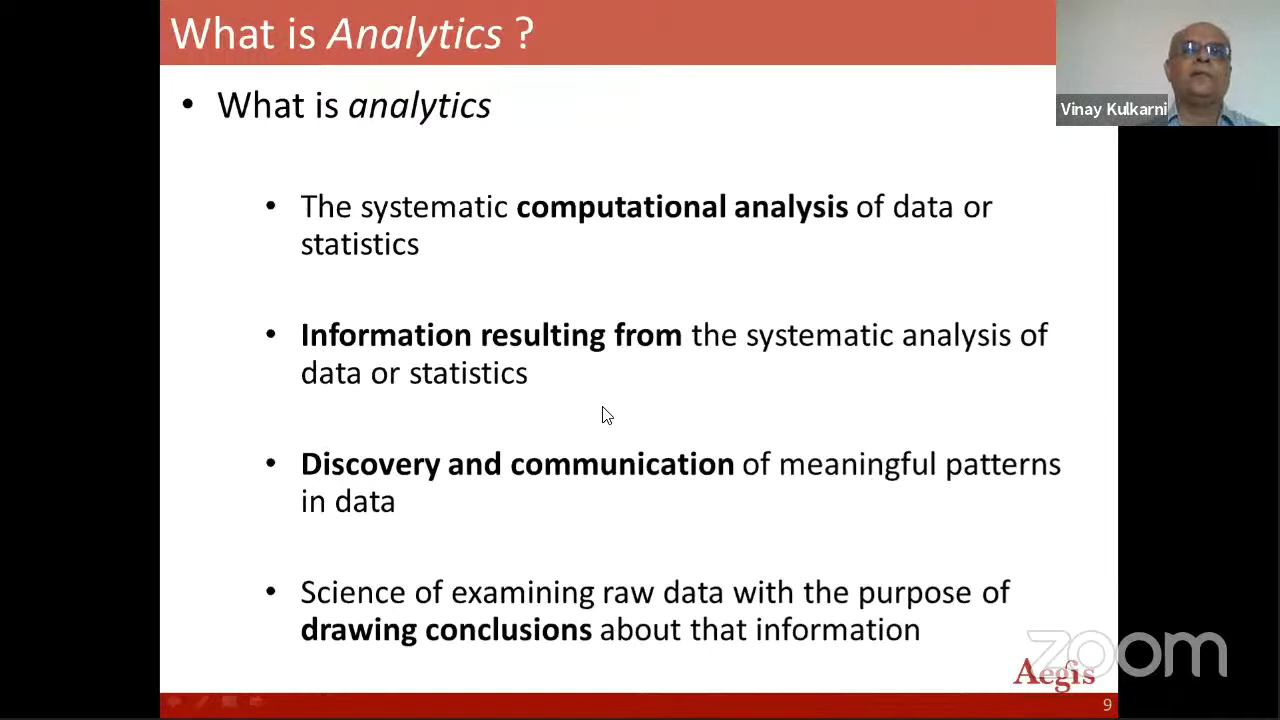 What is Analytics ?
Vinay Kulkarni
• What is analytics
• The systematic computational analysis of data or
statistics
• Information resulting from the systematic analysis of
data or statistics
• Discovery and communication of meaningful patterns
in data
• Science of examining raw data with the purpose of
drawing conclusions about that information
zoom
Aegis
9